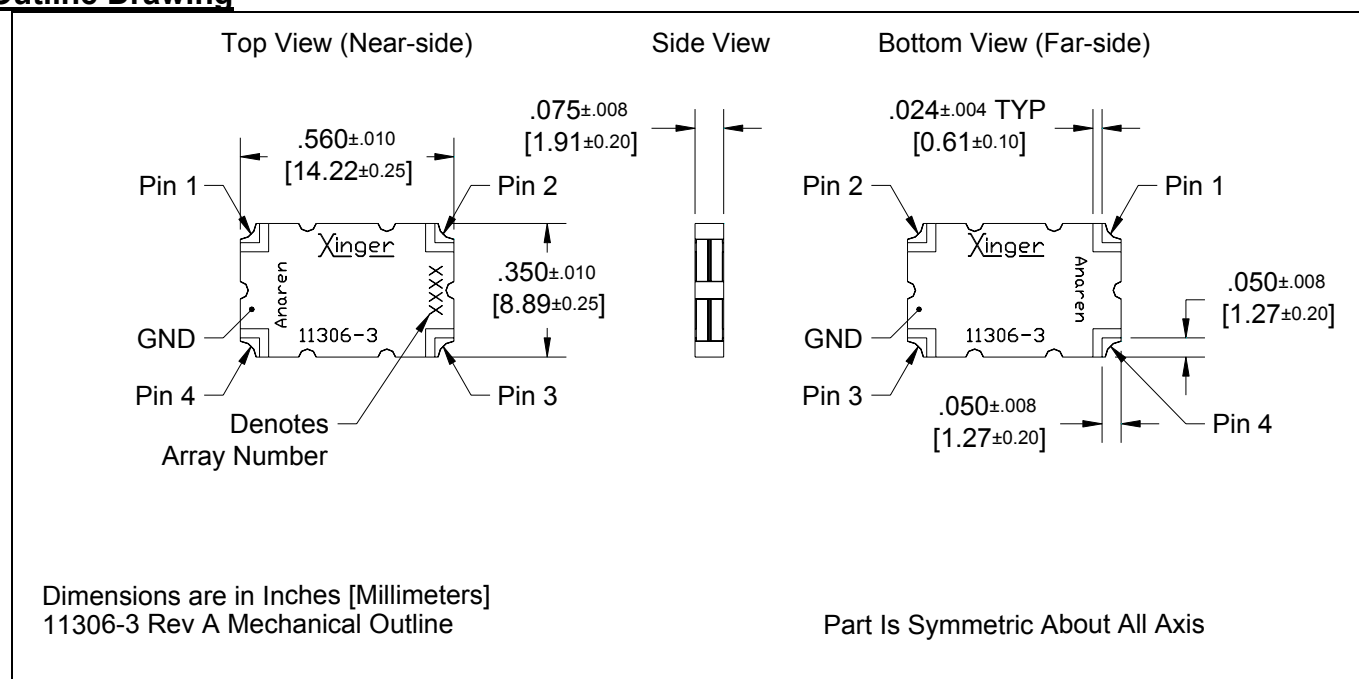 Outline Drawing
Top View (Near-side)
Side View
Bottom View (Far-side)
.560±.010
[14.22±0.25]
.075±.008
[1.91±0.20]
.024±.004 TYP
[0.61±0.10]
Pin 1
Pin 2
Pin 2
Pin 1
Xinger
Anaren
XXXX
11306-3
.350±.010
[8.89±0.25]
Xinger
Anaren
11306-3
.050±.008
[1.27±0.20]
GND
GND
Pin 4
Pin 3
Pin 3
Pin 4
.050±.008
[1.27±0.20]
Denotes
Array Number
Dimensions are in Inches [Millimeters]
11306-3 Rev A Mechanical Outline
Part Is Symmetric About All Axis